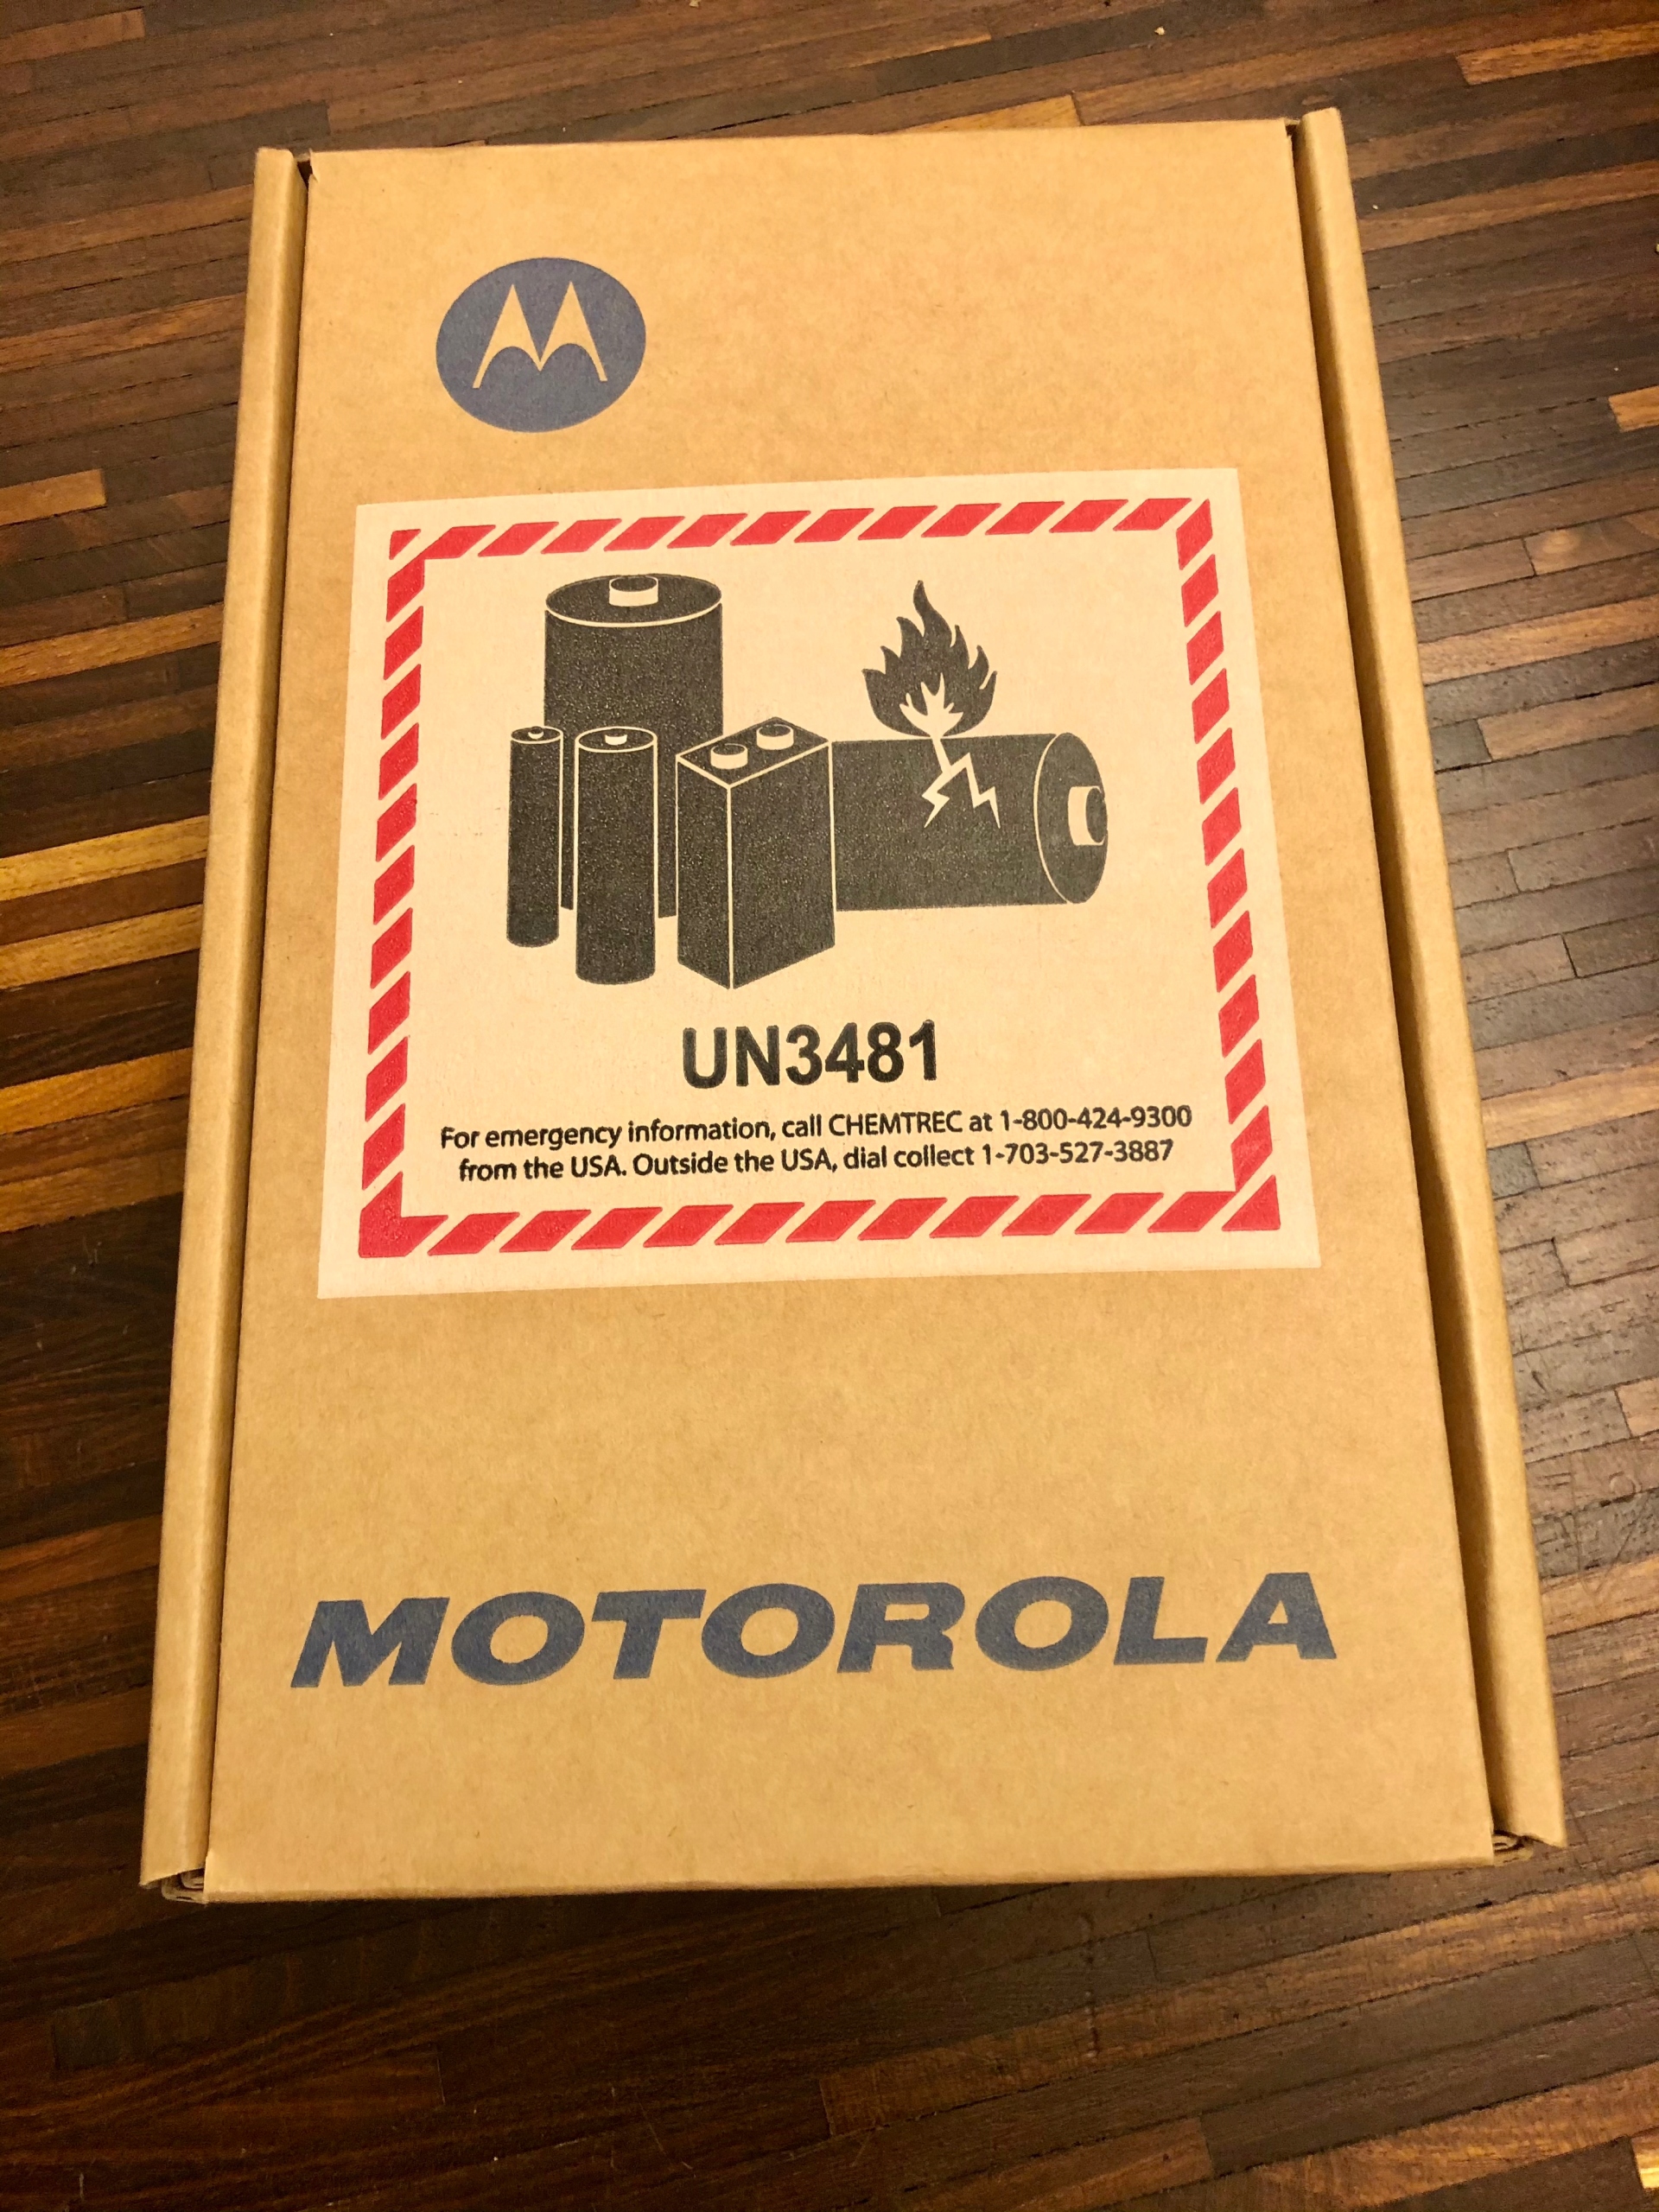 UN3481
For emergency information, call CHEMTREC at 1-800-424-9300
from the USA. Outside the USA, dial collect 1-703-527-3887
MOTOROLA